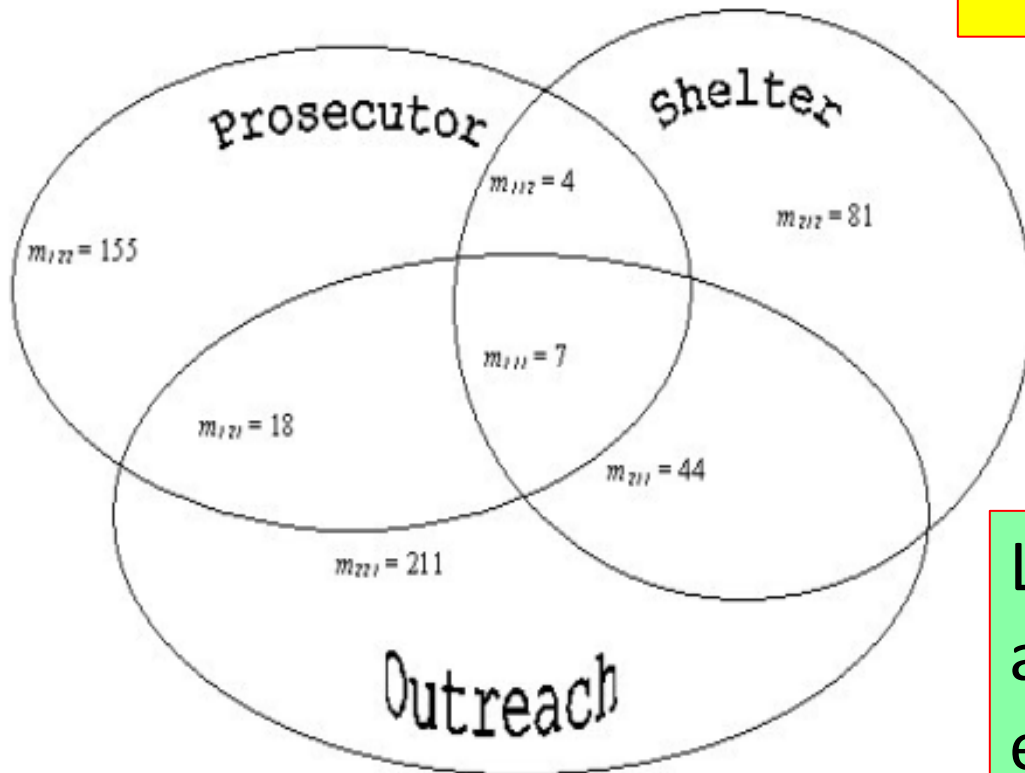 Prosecutor
Shelter
m112 = 4
m212 = 81
m122 = 155
m111 = 7
m121 = 18
m211 = 44
m221 = 211
Outreach
L
a
e